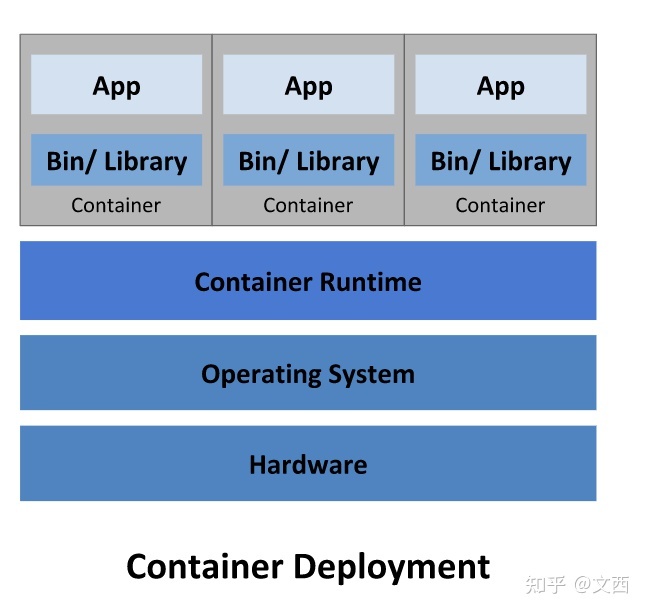 App App App
Bin/ Library Bin/ Library Bin/ Library
Container Container Container
Container Runtime
Operating System
Hardware
Container Deployment
知乎 @文西